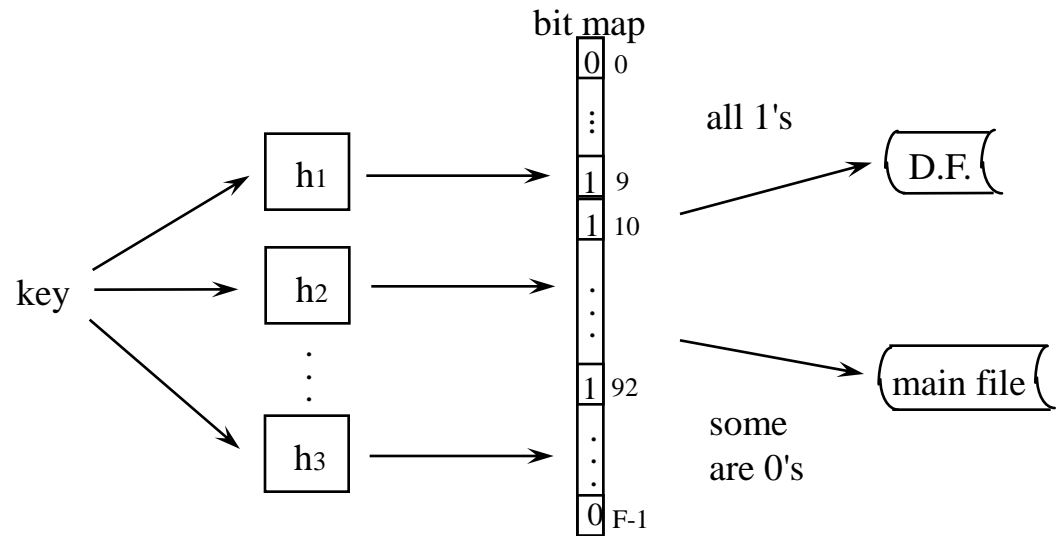 bit map
0 0
all 1's
D.F.
h1
1 9
1 10
key
h2
1 92
main file
some
are 0's
h3
0 F-1